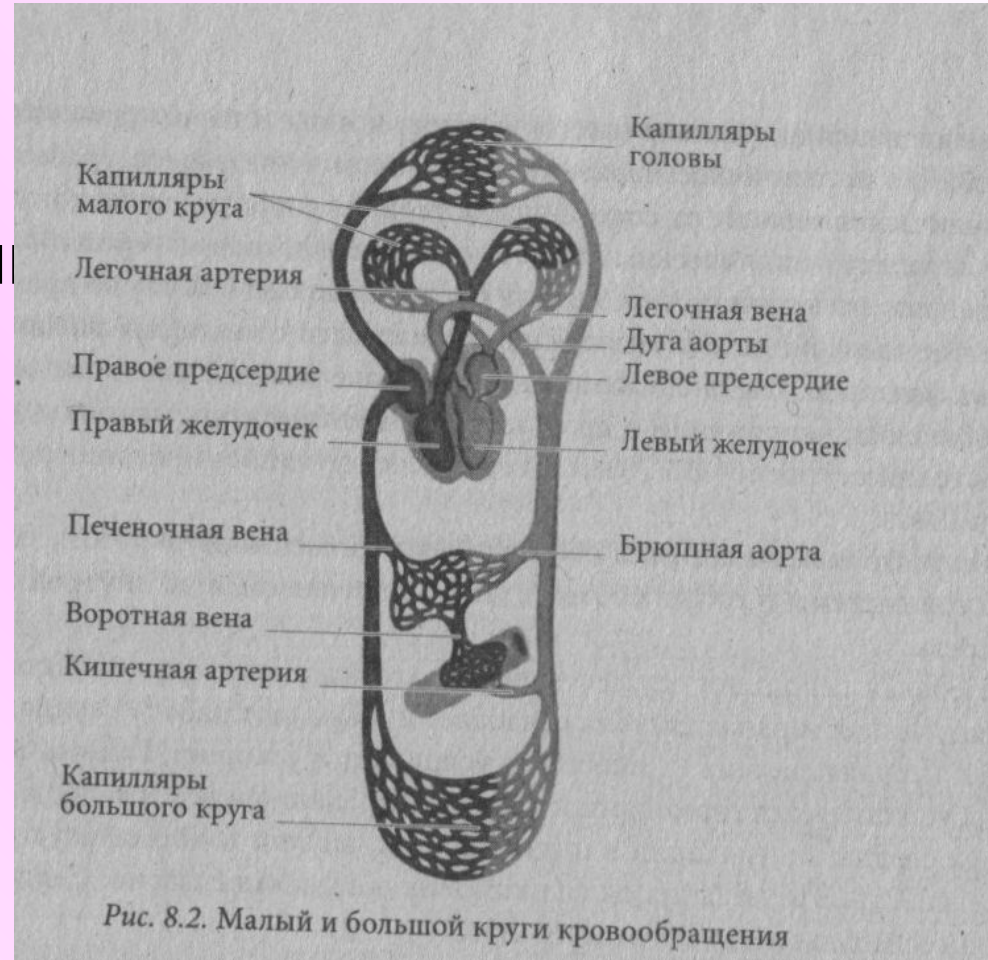 Капилляры
головы
Капилляры
малого круга
Легочная артерия
Легочная вена
Дуга аорты
Правое предсердие
Левое предсердие
Правый желудочек
Левый желудочек
Печеночная вена
Брюшная аорта
Воротная вена
Кишечная артерия
Капилляры
большого круга
Рис. 8.2. Малый и большой круги кровообращения